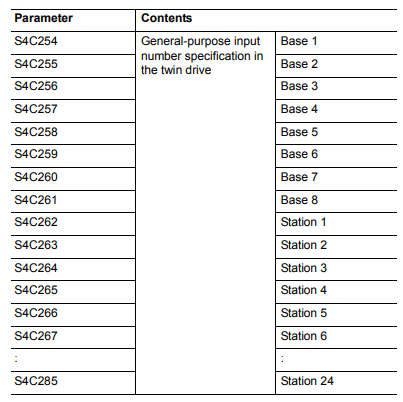 Parameter Contents
S4C254 General-purpose input number specification in the twin drive Base 1
S4C255 Base 2
S4C256 Base 3
S4C257 Base 4
S4C258 Base 5
S4C259 Base 6
S4C260 Base 7
S4C261 Base 8
S4C262 Station 1
S4C263 Station 2
S4C264 Station 3
S4C265 Station 4
S4C266 Station 5
S4C267 Station 6
: :
S4C285 Station 24